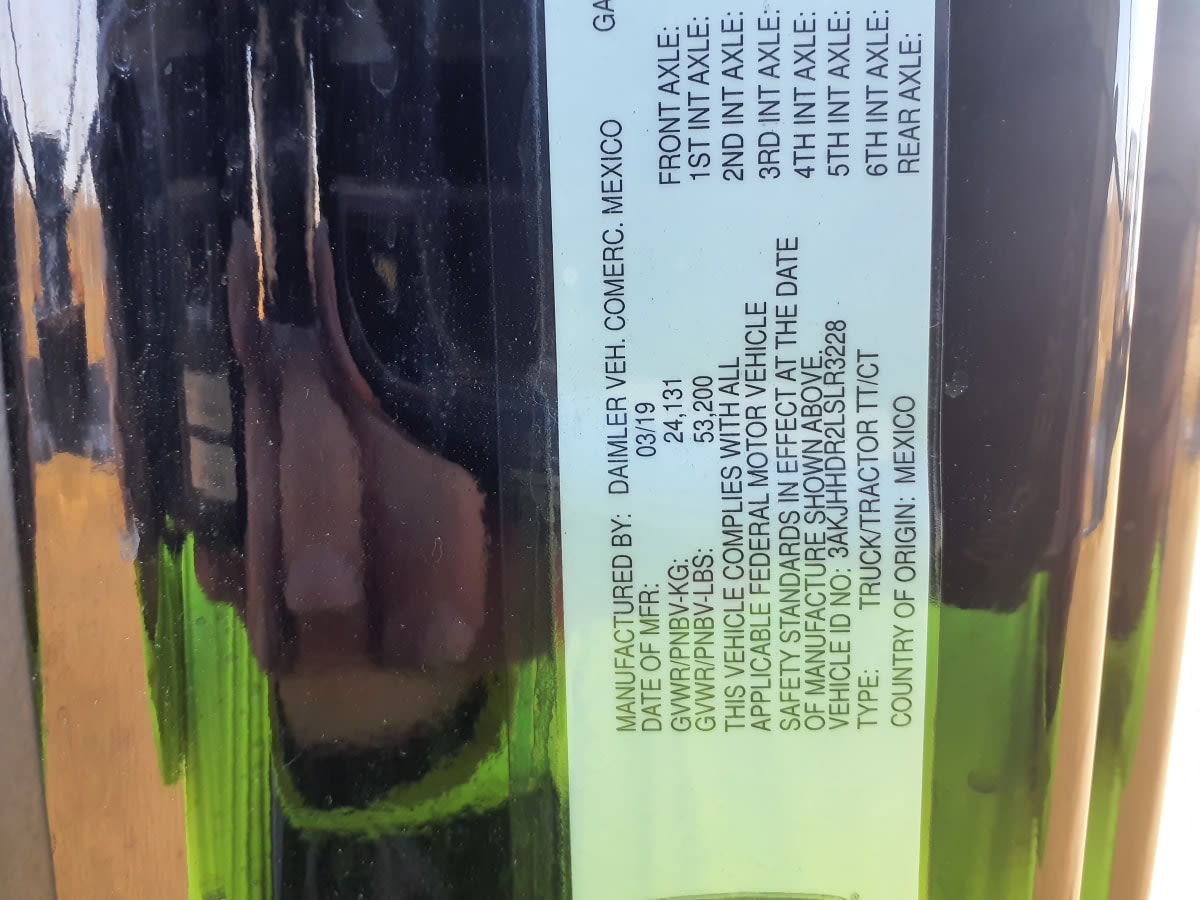 MANUFACTURED BY: DAIMLER VEH. COMERC. MEXICO
DATE OF MFR: 03/19
GVWR/PNBV-KG: 24,131
GVWR/PNBV-LBS: 53,200
THIS VEHICLE COMPLIES WITH ALL
APPLICABLE FEDERAL MOTOR VEHICLE
SAFETY STANDARDS IN EFFECT AT THE DATE
OF MANUFACTURE SHOWN ABOVE.
VEHICLE ID NO: 3AKJHHDR2LSLR3228
TYPE: TRUCK/TRACTOR TT/CT
COUNTRY OF ORIGIN: MEXICO
GA
FRONT AXLE:
1ST INT AXLE:
2ND INT AXLE:
3RD INT AXLE:
4TH INT AXLE:
5TH INT AXLE:
6TH INT AXLE:
REAR AXLE: